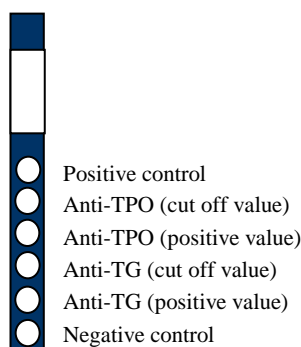 Positive control
Anti-TPO (cut off value)
Anti-TPO (positive value)
Anti-TG (cut off value)
Anti-TG (positive value)
Negative control